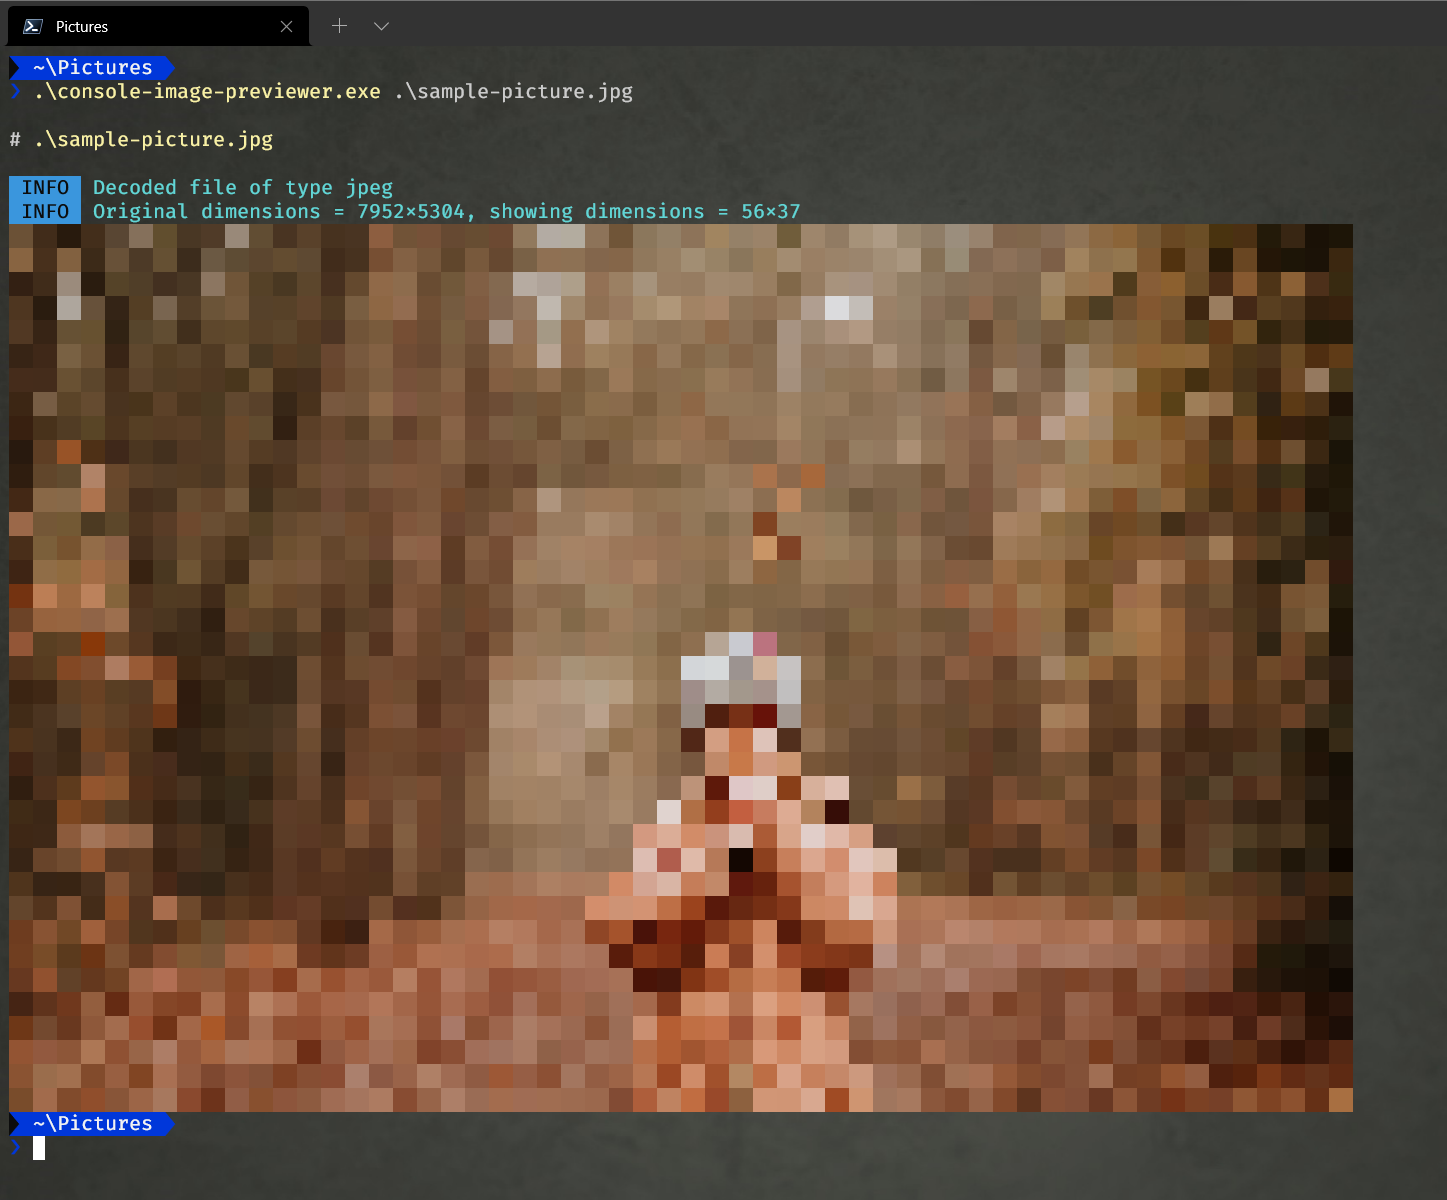 Pictures
~\Pictures
❯ .\console-image-previewer.exe .\sample-picture.jpg
# .\sample-picture.jpg
INFO Decoded file of type jpeg
INFO Original dimensions = 7952×5304, showing dimensions = 56×37
~\Pictures
❯